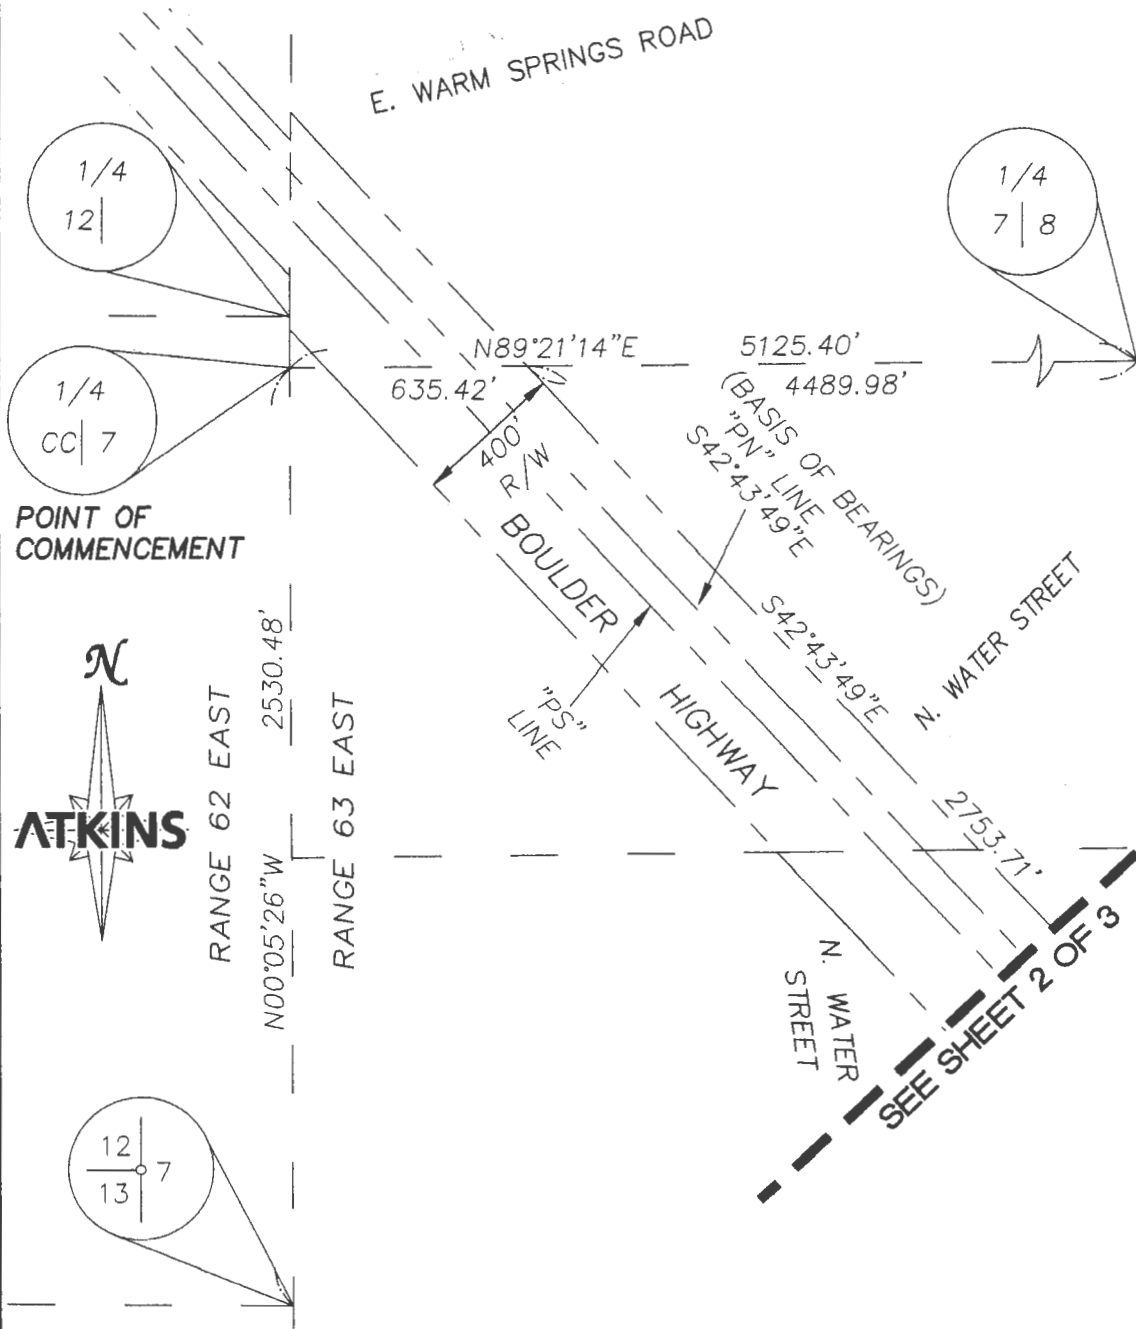 E. WARM SPRINGS ROAD
1/4
12
1/4
7 8
N89°21'14"E
5125.40'
635.42'
4489.98'
1/4
CC 7
POINT OF
COMMENCEMENT
400'
R/W
(BASIS OF BEARINGS)
"PN" LINE
S42°43'49"E
BOULDER
HIGHWAY
S42°43'49"E
2753.71'
N. WATER STREET
"PS"
LINE
N
ATKINS
RANGE 62 EAST
N00°05'26"W
2530.48'
RANGE 63 EAST
N. WATER
STREET
SEE SHEET 2 OF 3
12
7
13